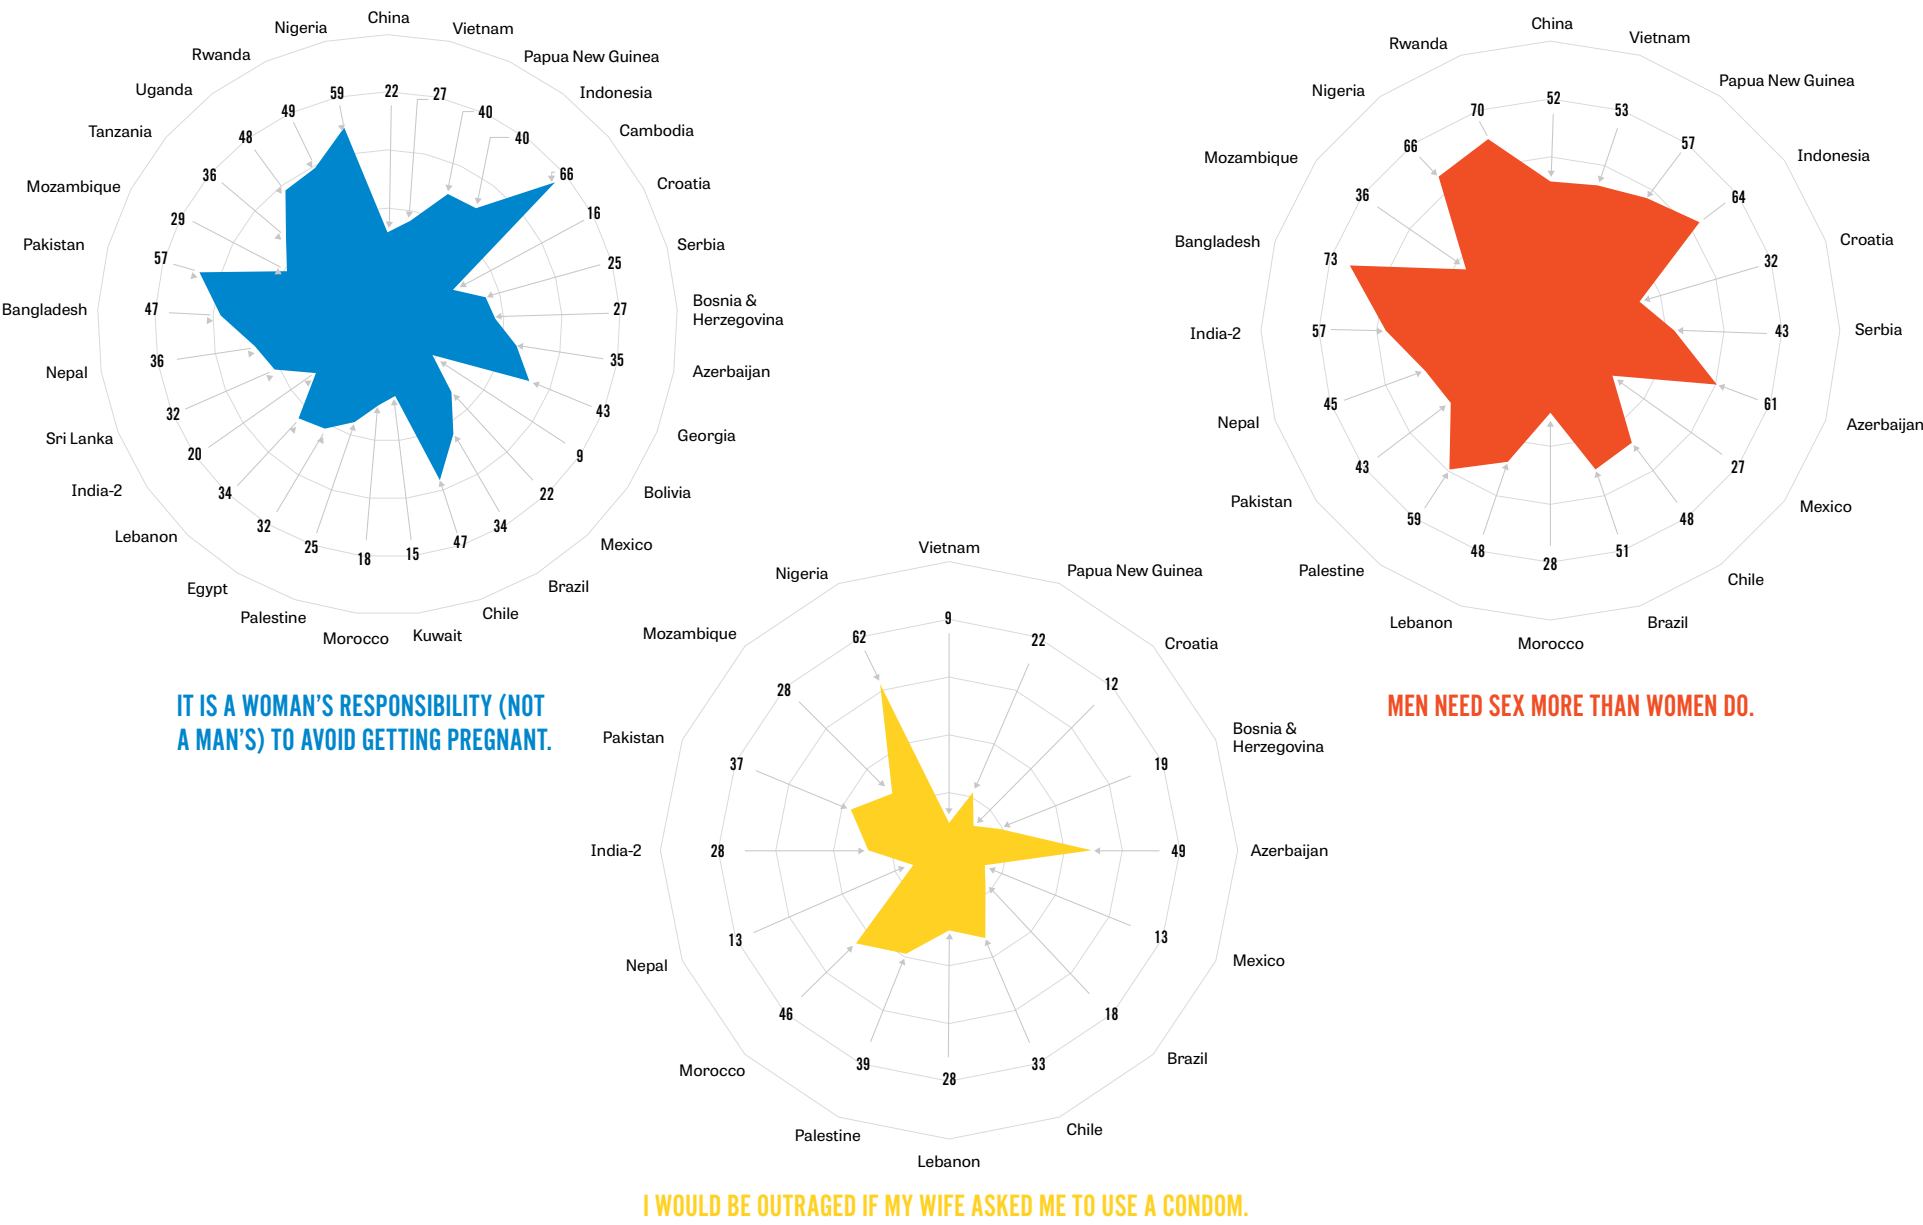 China
Vietnam
Papua New Guinea
Indonesia
Cambodia
Croatia
Serbia
Bosnia &
Herzegovina
Azerbaijan
Georgia
Bolivia
Mexico
Brazil
Chile
Kuwait
Morocco
Palestine
Egypt
Lebanon
India-2
Sri Lanka
Nepal
Bangladesh
Pakistan
Mozambique
Tanzania
Uganda
Rwanda
Nigeria
22
27
40
40
66
16
25
27
35
43
9
22
34
47
15
18
25
32
34
20
32
36
47
57
29
36
48
49
59
IT IS A WOMAN’S RESPONSIBILITY (NOT
A MAN’S) TO AVOID GETTING PREGNANT.
China
Vietnam
Papua New Guinea
Indonesia
Croatia
Serbia
Azerbaijan
Mexico
Chile
Brazil
Morocco
Lebanon
Palestine
Pakistan
Nepal
India-2
Bangladesh
Mozambique
Nigeria
Rwanda
52
53
57
64
32
43
61
27
48
51
28
48
59
43
45
57
73
36
66
70
MEN NEED SEX MORE THAN WOMEN DO.
Vietnam
Papua New Guinea
Croatia
Bosnia &
Herzegovina
Azerbaijan
Mexico
Brazil
Chile
Lebanon
Palestine
Morocco
Nepal
India-2
Pakistan
Mozambique
Nigeria
9
22
12
19
49
13
18
33
28
39
46
13
28
37
28
62
I WOULD BE OUTRAGED IF MY WIFE ASKED ME TO USE A CONDOM.